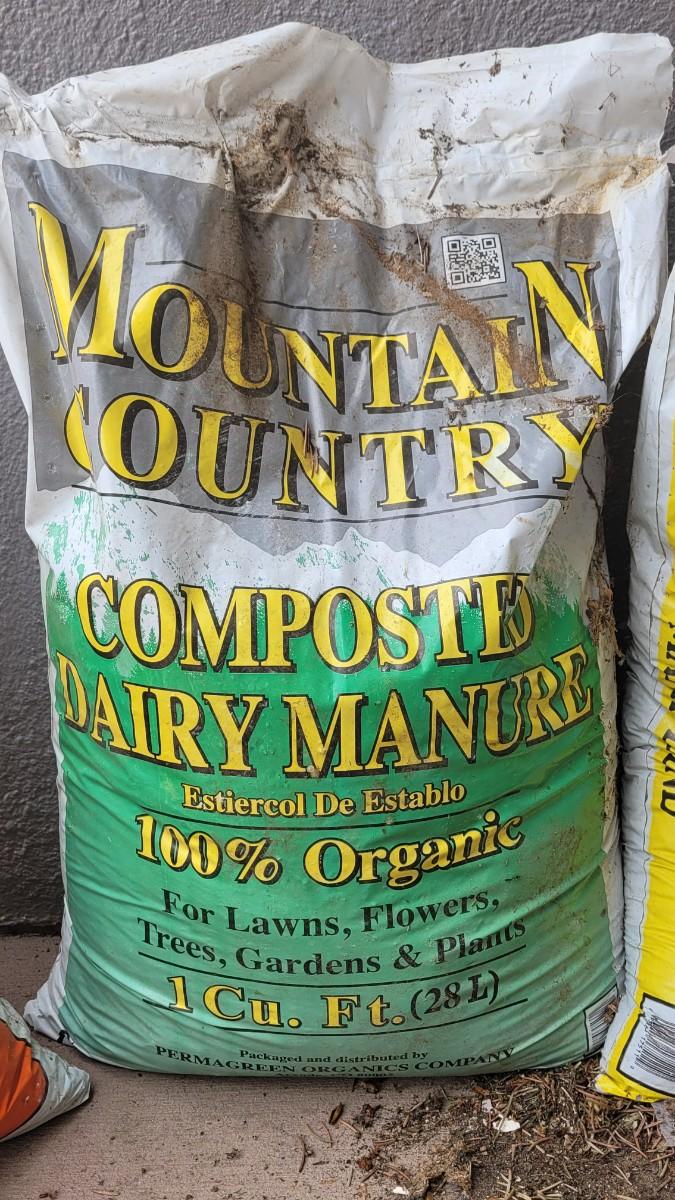 MOUNTAIN
COUNTRY
COMPOSTED
DAIRY MANURE
Estiercol De Establo
100% Organic
For Lawns, Flowers,
Trees, Gardens & Plants
1 Cu. Ft. (28 L)
Packaged and distributed by
PERMAGREEN ORGANICS COMPANY